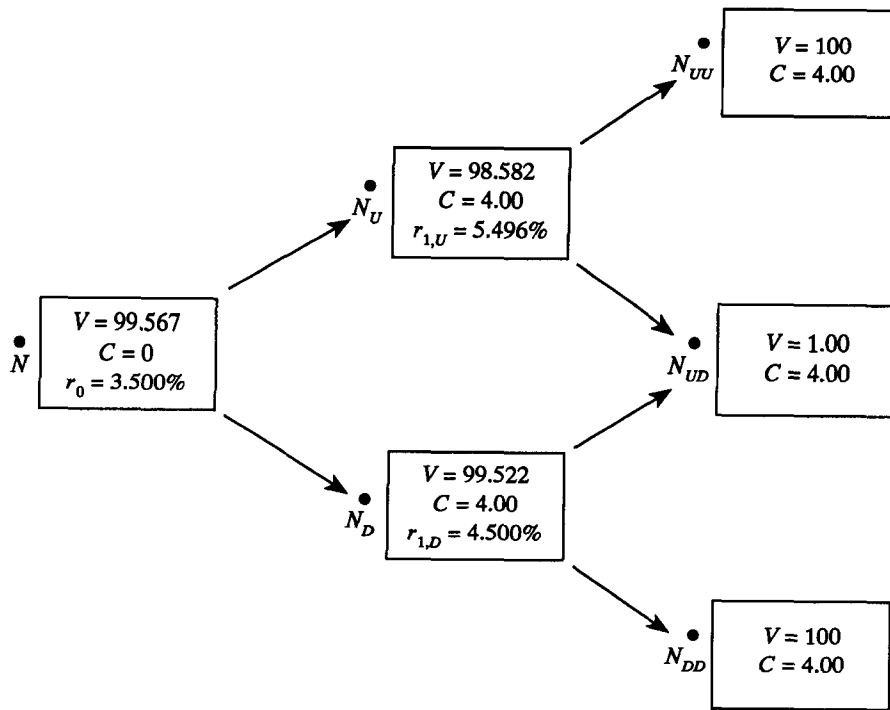 N_UU
V = 100
C = 4.00
N_U
V = 98.582
C = 4.00
r_1,U = 5.496%
N
V = 99.567
C = 0
r_0 = 3.500%
N_UD
V = 1.00
C = 4.00
N_D
V = 99.522
C = 4.00
r_1,D = 4.500%
N_DD
V = 100
C = 4.00